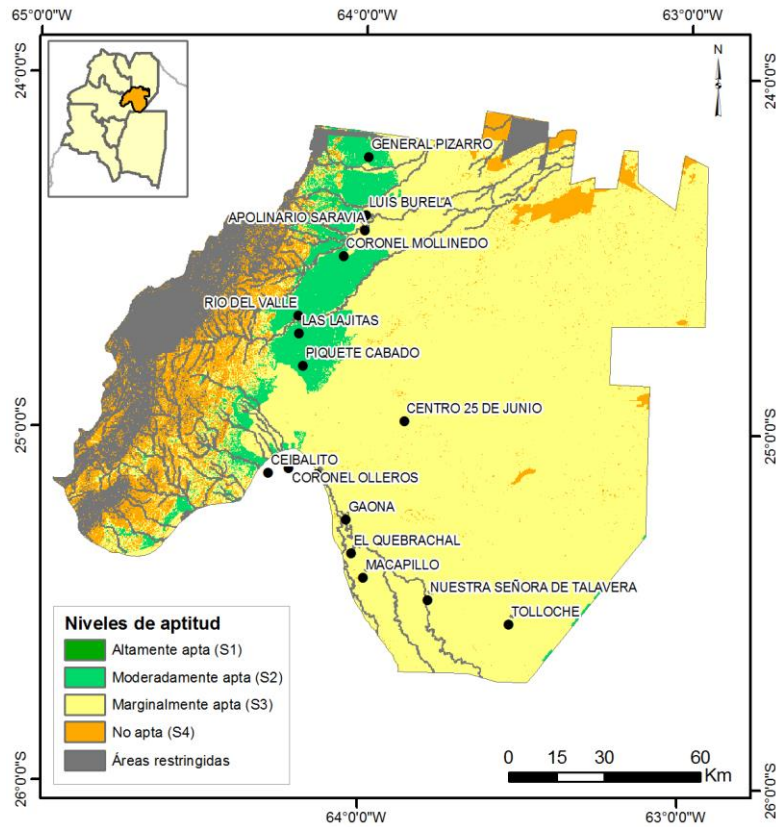 65°0'0"W
64°0'0"W
63°0'0"W
24°0'0"S
24°0'0"S
N
GENERAL PIZARRO
LUIS BURELA
APOLINARIO SARAVIA
CORONEL MOLLINEDO
RIO DEL VALLE
LAS LAJITAS
PIQUETE CABADO
CENTRO 25 DE JUNIO
25°0'0"S
25°0'0"S
CEIBALITO
CORONEL OLLEROS
GAONA
EL QUEBRACHAL
MACAPILLO
NUESTRA SEÑORA DE TALAVERA
TOLLOCHE
Niveles de aptitud
Altamente apta (S1)
Moderadamente apta (S2)
Marginalmente apta (S3)
No apta (S4)
Áreas restringidas
0 15 30 60
Km
26°0'0"S
26°0'0"S
64°0'0"W
63°0'0"W